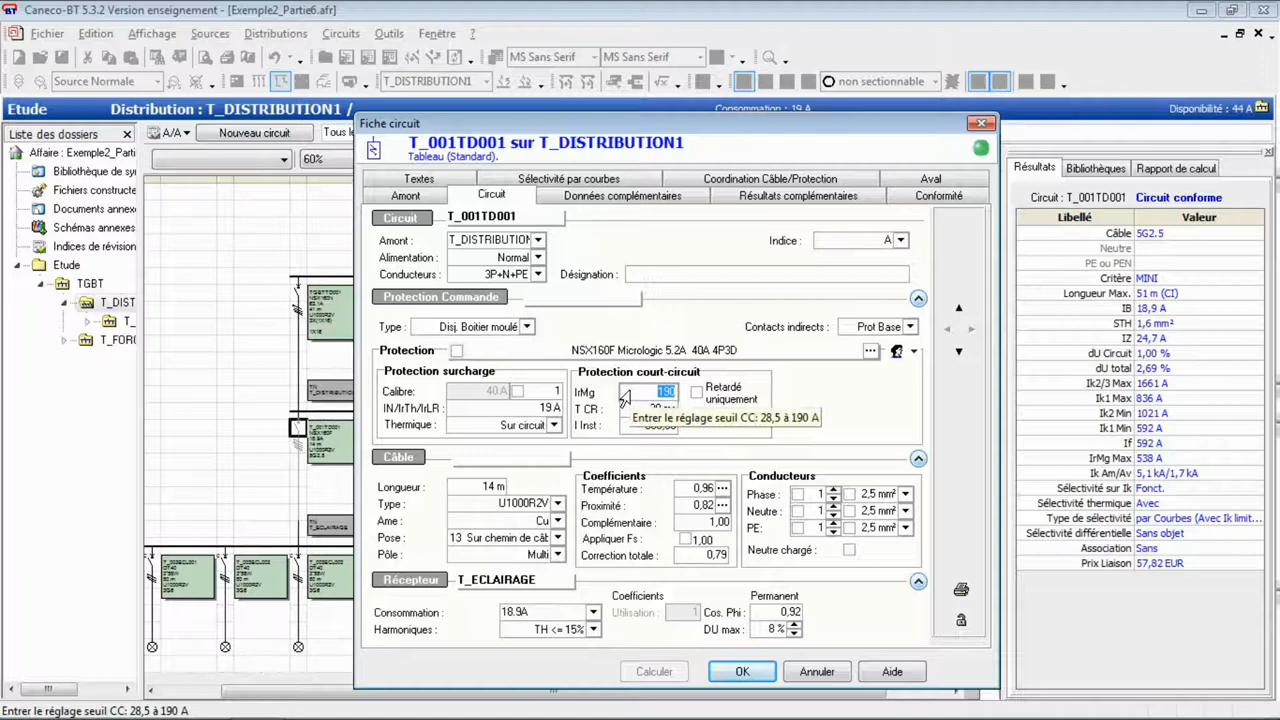 Caneco-BT 5.3.2 Version enseignement - [Exemple2_Partie6.afr]
Fichier Edition Affichage Sources Distributions Circuits Outils Fenêtre ?
MS Sans Serif MS Sans Serif
Source Normale T_DISTRIBUTION1 non sectionnable
Etude Distribution : T_DISTRIBUTION1 / Consommation : 19 A Disponibilité : 44 A
Liste des dossiers
A/A Nouveau circuit
60%
Affaire : Exemple2_Parti
Bibliothèque de sy
Fichiers constructe
Documents annex
Schémas annexes
Indices de révision
Etude
TGBT
T_DIST
T_
T_FOR
T_ECLAIRAGE
Fiche circuit
T_001TD001 sur T_DISTRIBUTION1
Tableau (Standard).
Textes Sélectivité par courbes Coordination Câble/Protection Aval
Amont Circuit Données complémentaires Résultats complémentaires Conformité
Circuit T_001TD001
Amont : T_DISTRIBUTION Indice : A
Alimentation : Normal
Conducteurs : 3P+N+PE Désignation :
Protection Commande
Type : Disj. Boitier moulé Contacts indirects : Prot Base
Protection NSX160F Micrologic 5.2A 40A 4P3D
Protection surcharge Protection court-circuit
Calibre: 40 A 1 IrMg 190 Retardé uniquement
IN/IrTh/IrLR : 19 A T CR :
Thermique : Sur circuit I Inst :
Entrer le réglage seuil CC: 28,5 à 190 A
Câble
Longueur : 14 m
Type : U1000R2V
Ame : Cu
Pose : 13 Sur chemin de câb
Pôle : Multi
Coefficients
Température : 0,96
Proximité : 0,82
Complémentaire : 1,00
Appliquer Fs : 1,00
Correction totale : 0,79
Conducteurs
Phase : 1 2,5 mm²
Neutre : 1 2,5 mm²
PE: 1 2,5 mm²
Neutre chargé :
Récepteur T_ECLAIRAGE
Coefficients Permanent
Consommation : 18.9A Utilisation : 1 Cos. Phi : 0,92
Harmoniques : TH <= 15% DU max : 8 %
Calculer OK Annuler Aide
Résultats Bibliothèques Rapport de calcul
Circuit : T_001TD001 Circuit conforme
Libellé Valeur
Câble 5G2.5
Neutre
PE ou PEN
Critère MINI
Longueur Max. 51 m (CI)
IB 18,9 A
STH 1,6 mm²
IZ 24,7 A
dU Circuit 1,00 %
dU Total 2,69 %
Ik2/3 Max 1661 A
Ik1 Max 836 A
Ik2 Min 1021 A
Ik1 Min 592 A
If 592 A
IrMg Max 538 A
Ik Am/Av 5,1 kA/1,7 kA
Sélectivité sur Ik Fonct.
Sélectivité thermique Avec
Type de sélectivité par Courbes (Avec Ik limit...
Sélectivité différentielle Sans objet
Association Sans
Prix Liaison 57,82 EUR
Entrer le réglage seuil CC: 28,5 à 190 A